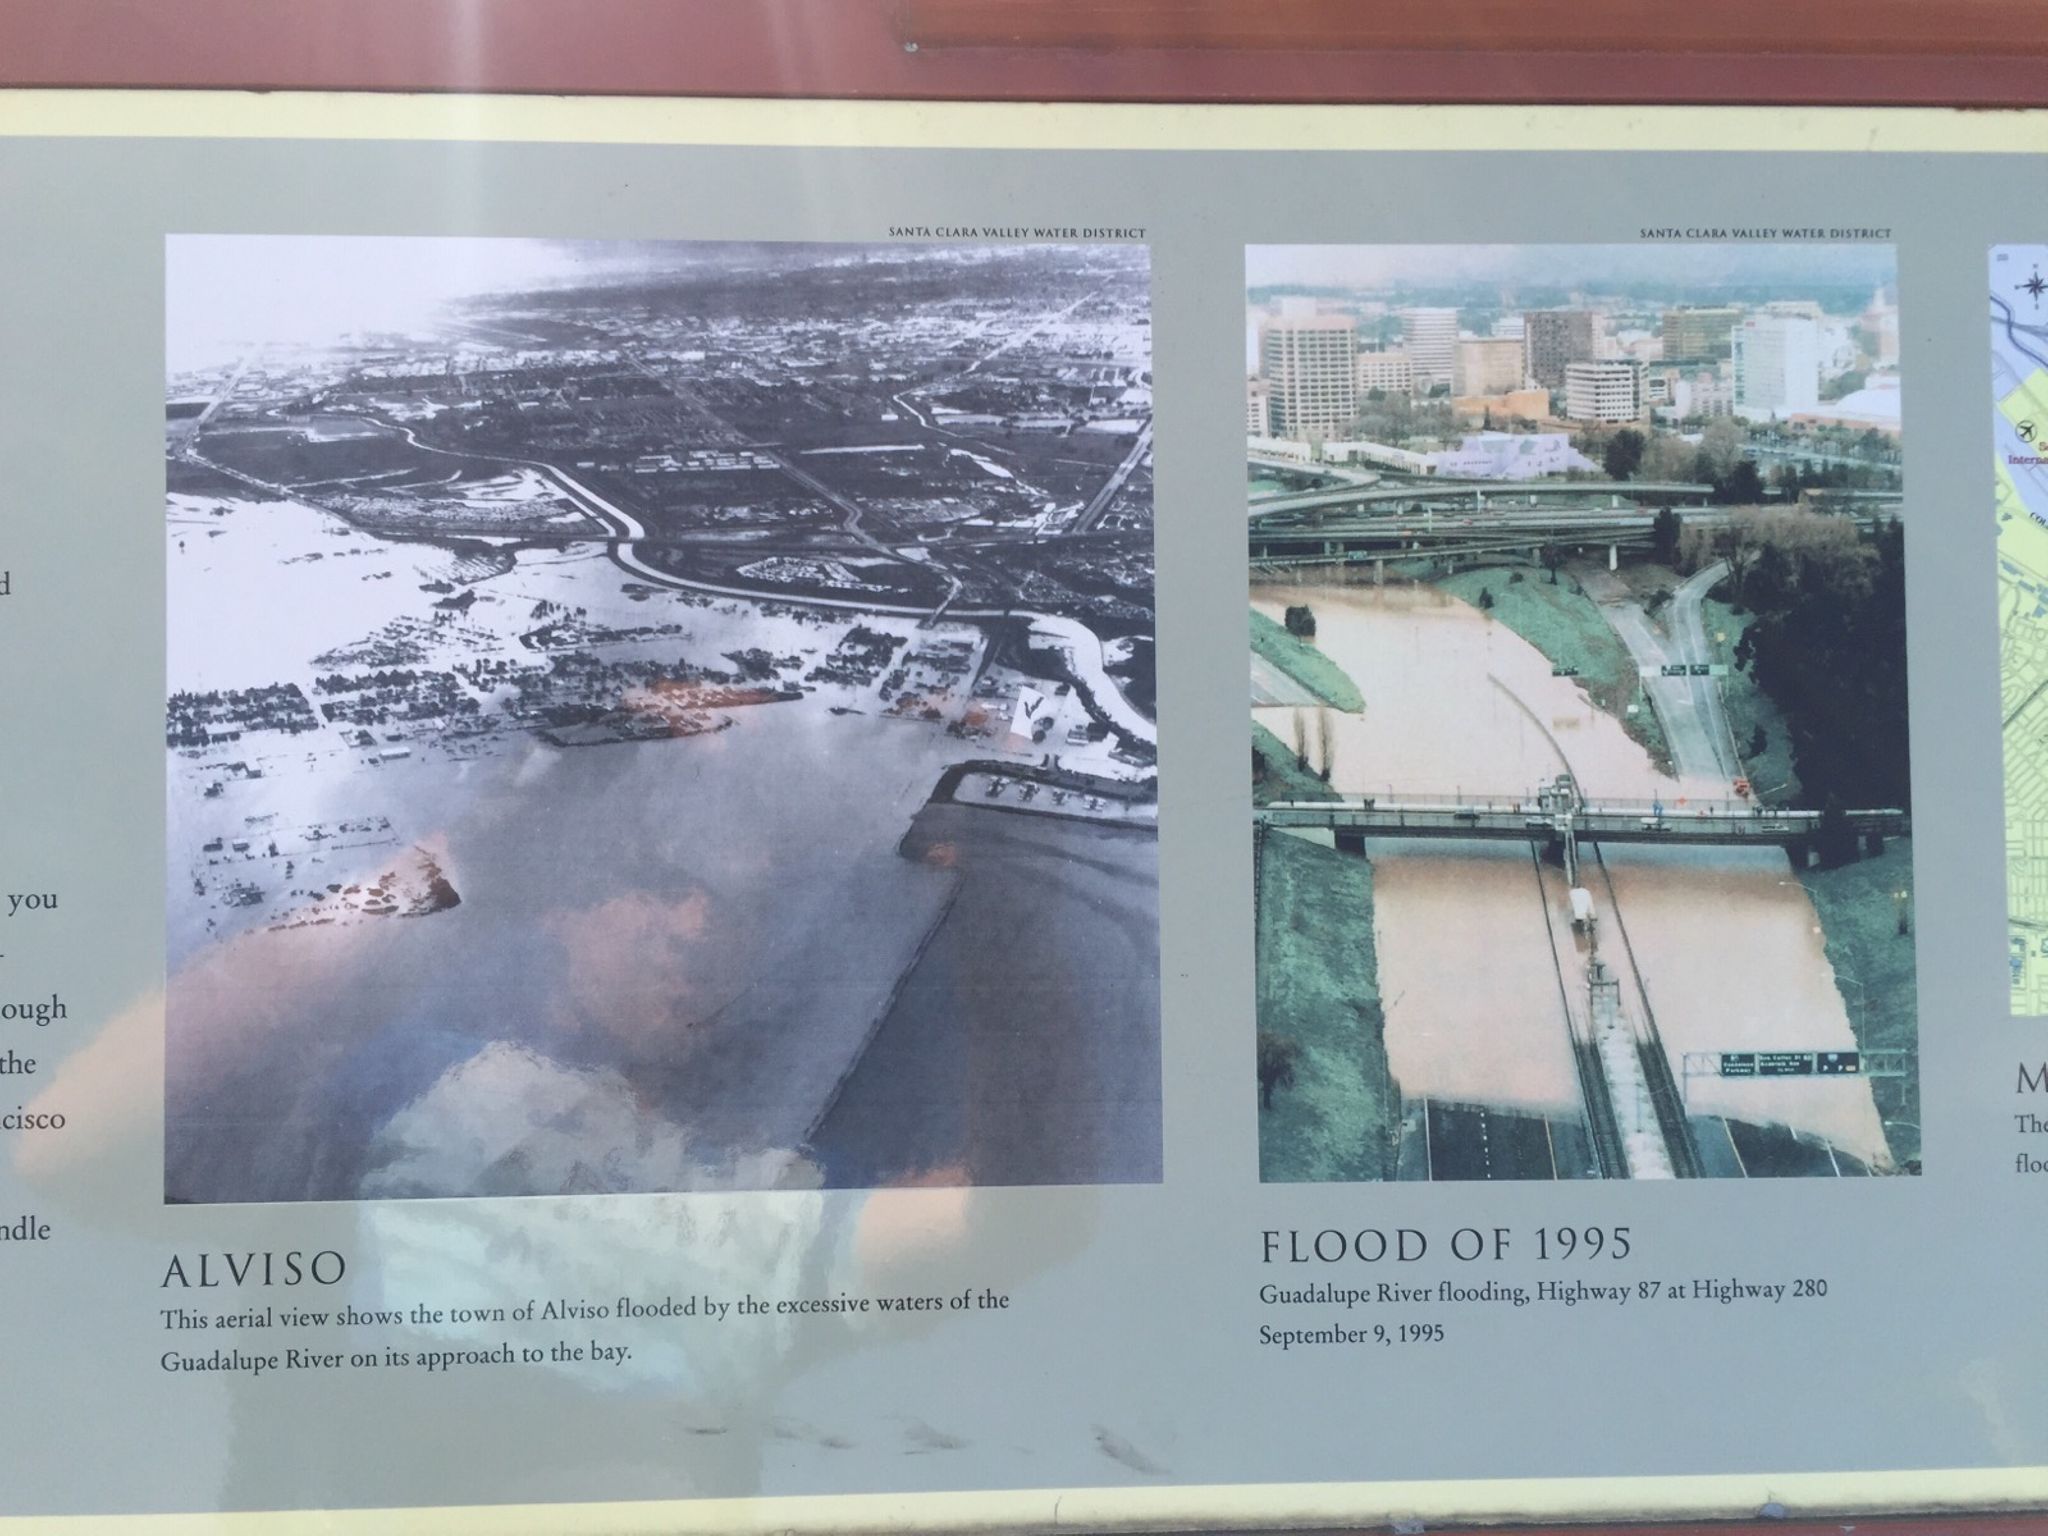 d
you
-
ough
the
cisco
ndle
SANTA CLARA VALLEY WATER DISTRICT
ALVISO
This aerial view shows the town of Alviso flooded by the excessive waters of the
Guadalupe River on its approach to the bay.
SANTA CLARA VALLEY WATER DISTRICT
FLOOD OF 1995
Guadalupe River flooding, Highway 87 at Highway 280
September 9, 1995
Interna
COL
M
The
floo